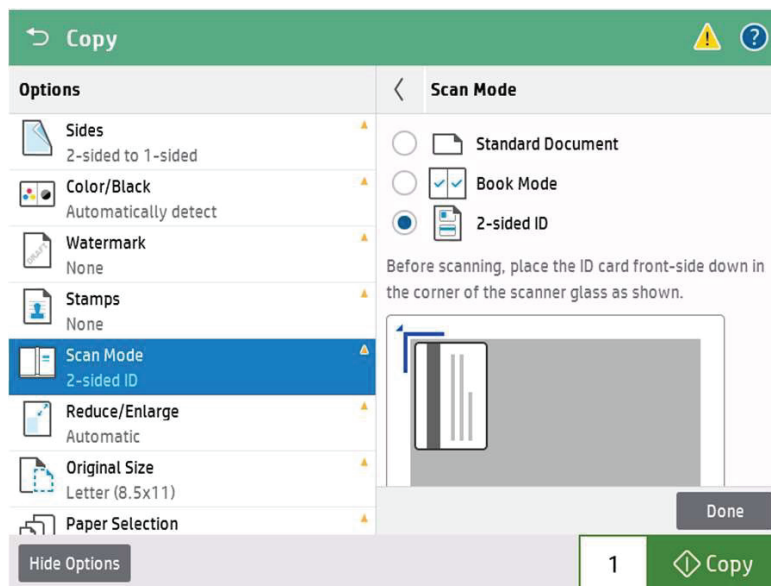 Copy
Options
Sides
2-sided to 1-sided
Color/Black
Automatically detect
DRAFT
Watermark
None
Stamps
None
Scan Mode
2-sided ID
Reduce/Enlarge
Automatic
Original Size
Letter (8.5x11)
Paper Selection
Hide Options
Scan Mode
Standard Document
Book Mode
2-sided ID
Before scanning, place the ID card front-side down in
the corner of the scanner glass as shown.
Done
1
Copy